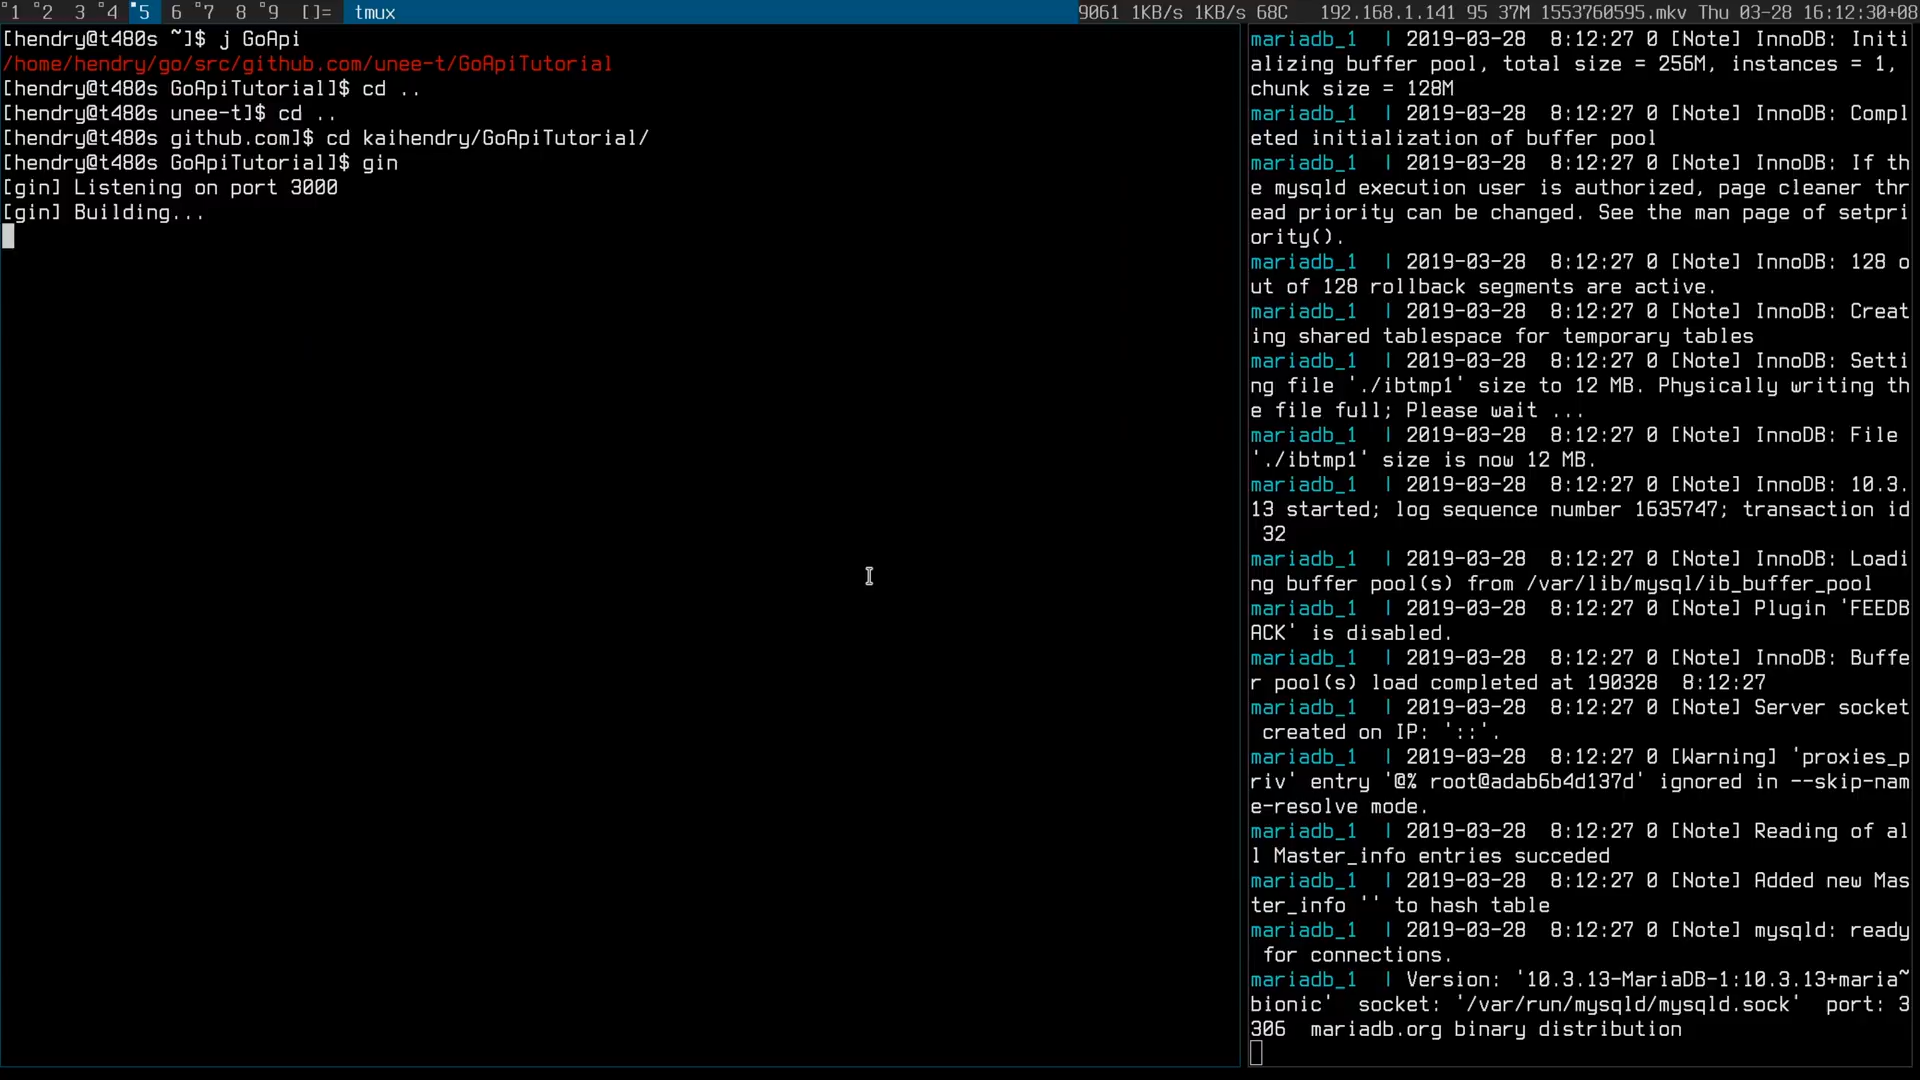 1 2 3 4 5 6 7 8 9 []= tmux 9061 1KB/s 1KB/s 68C 192.168.1.141 95 37M 1553760595.mkv Thu 03-28 16:12:30+08
[hendry@t480s ~]$ j GoApi
/home/hendry/go/src/github.com/unee-t/GoApiTutorial
[hendry@t480s GoApiTutorial]$ cd ..
[hendry@t480s unee-t]$ cd ..
[hendry@t480s github.com]$ cd kaihendry/GoApiTutorial/
[hendry@t480s GoApiTutorial]$ gin
[gin] Listening on port 3000
[gin] Building...
mariadb_1  | 2019-03-28  8:12:27 0 [Note] InnoDB: Initi
alizing buffer pool, total size = 256M, instances = 1,
chunk size = 128M
mariadb_1  | 2019-03-28  8:12:27 0 [Note] InnoDB: Compl
eted initialization of buffer pool
mariadb_1  | 2019-03-28  8:12:27 0 [Note] InnoDB: If th
e mysqld execution user is authorized, page cleaner thr
ead priority can be changed. See the man page of setpri
ority().
mariadb_1  | 2019-03-28  8:12:27 0 [Note] InnoDB: 128 o
ut of 128 rollback segments are active.
mariadb_1  | 2019-03-28  8:12:27 0 [Note] InnoDB: Creat
ing shared tablespace for temporary tables
mariadb_1  | 2019-03-28  8:12:27 0 [Note] InnoDB: Setti
ng file './ibtmp1' size to 12 MB. Physically writing th
e file full; Please wait ...
mariadb_1  | 2019-03-28  8:12:27 0 [Note] InnoDB: File
'./ibtmp1' size is now 12 MB.
mariadb_1  | 2019-03-28  8:12:27 0 [Note] InnoDB: 10.3.
13 started; log sequence number 1635747; transaction id
32
mariadb_1  | 2019-03-28  8:12:27 0 [Note] InnoDB: Loadi
ng buffer pool(s) from /var/lib/mysql/ib_buffer_pool
mariadb_1  | 2019-03-28  8:12:27 0 [Note] Plugin 'FEEDB
ACK' is disabled.
mariadb_1  | 2019-03-28  8:12:27 0 [Note] InnoDB: Buffe
r pool(s) load completed at 190328  8:12:27
mariadb_1  | 2019-03-28  8:12:27 0 [Note] Server socket
created on IP: '::'.
mariadb_1  | 2019-03-28  8:12:27 0 [Warning] 'proxies_p
riv' entry '@% root@adab6b4d137d' ignored in --skip-nam
e-resolve mode.
mariadb_1  | 2019-03-28  8:12:27 0 [Note] Reading of al
l Master_info entries succeded
mariadb_1  | 2019-03-28  8:12:27 0 [Note] Added new Mas
ter_info '' to hash table
mariadb_1  | 2019-03-28  8:12:27 0 [Note] mysqld: ready
for connections.
mariadb_1  | Version: '10.3.13-MariaDB-1:10.3.13+maria~
bionic'  socket: '/var/run/mysqld/mysqld.sock'  port: 3
306  mariadb.org binary distribution